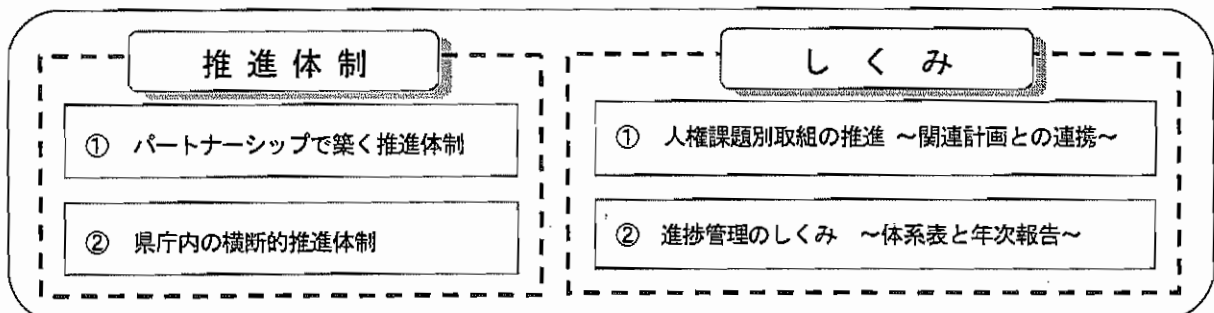 推進体制
① パートナーシップで築く推進体制
② 県庁内の横断的推進体制
しくみ
① 人権課題別取組の推進 ~関連計画との連携~
② 進捗管理のしくみ ~体系表と年次報告~